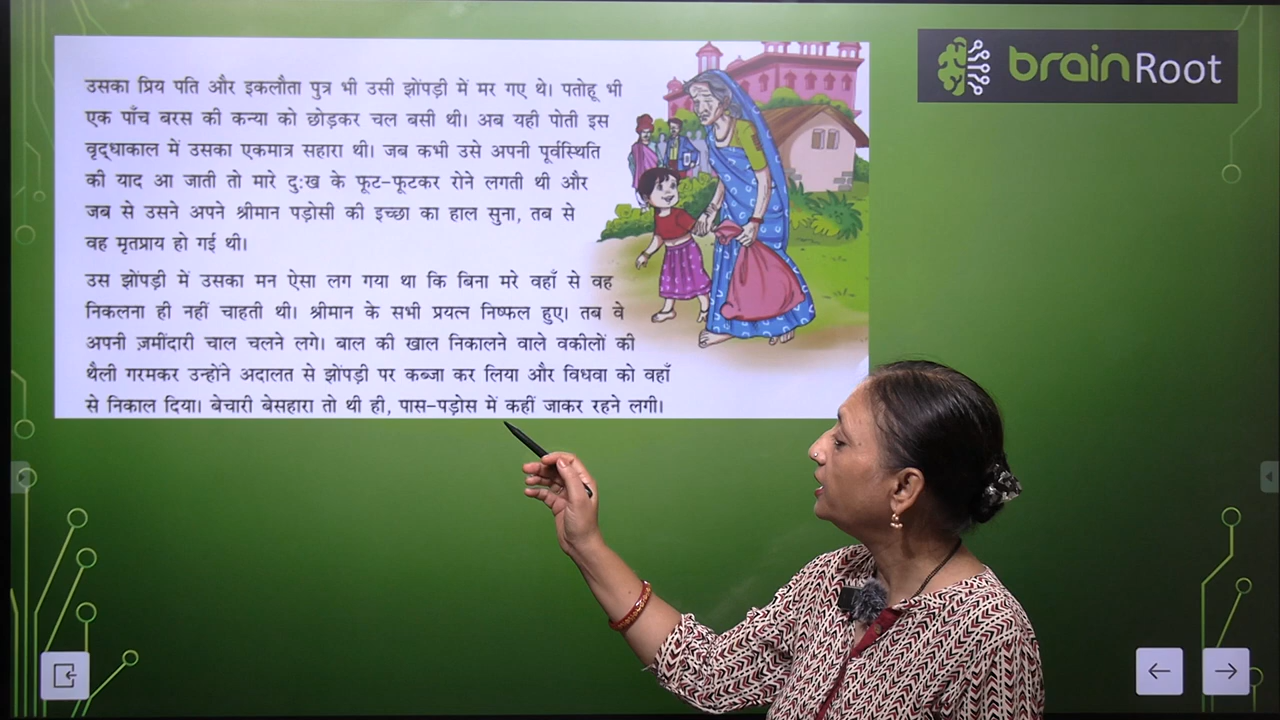 उसका प्रिय पति और इकलौता पुत्र भी उसी झोंपड़ी में मर गए थे। पतोहू भी
एक पाँच बरस की कन्या को छोड़कर चल बसी थी। अब यही पोती इस
वृद्धाकाल में उसका एकमात्र सहारा थी। जब कभी उसे अपनी पूर्वस्थिति
की याद आ जाती तो मारे दुःख के फूट-फूटकर रोने लगती थी और
जब से उसने अपने श्रीमान पड़ोसी की इच्छा का हाल सुना, तब से
वह मृतप्राय हो गई थी।
उस झोंपड़ी में उसका मन ऐसा लग गया था कि बिना मरे वहाँ से वह
निकलना ही नहीं चाहती थी। श्रीमान के सभी प्रयत्न निष्फल हुए। तब वे
अपनी ज़मींदारी चाल चलने लगे। बाल की खाल निकालने वाले वकीलों की
थैली गरमकर उन्होंने अदालत से झोंपड़ी पर कब्जा कर लिया और विधवा को वहाँ
से निकाल दिया। बेचारी बेसहारा तो थी ही, पास-पड़ोस में कहीं जाकर रहने लगी।
brainRoot